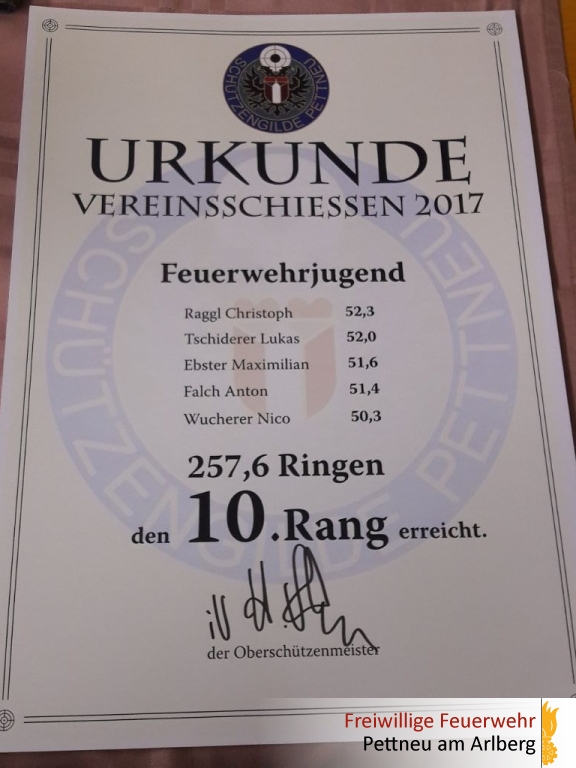 SCHÜTZENGILDE PETTNEU
URKUNDE
VEREINSSCHIESSEN 2017
Feuerwehrjugend
Raggl Christoph 52,3
Tschiderer Lukas 52,0
Ebster Maximilian 51,6
Falch Anton 51,4
Wucherer Nico 50,3
257,6 Ringen
den 10.Rang erreicht.
der Oberschützenmeister
SCHÜTZENGILDE PETTNEU
Freiwillige Feuerwehr
Pettneu am Arlberg